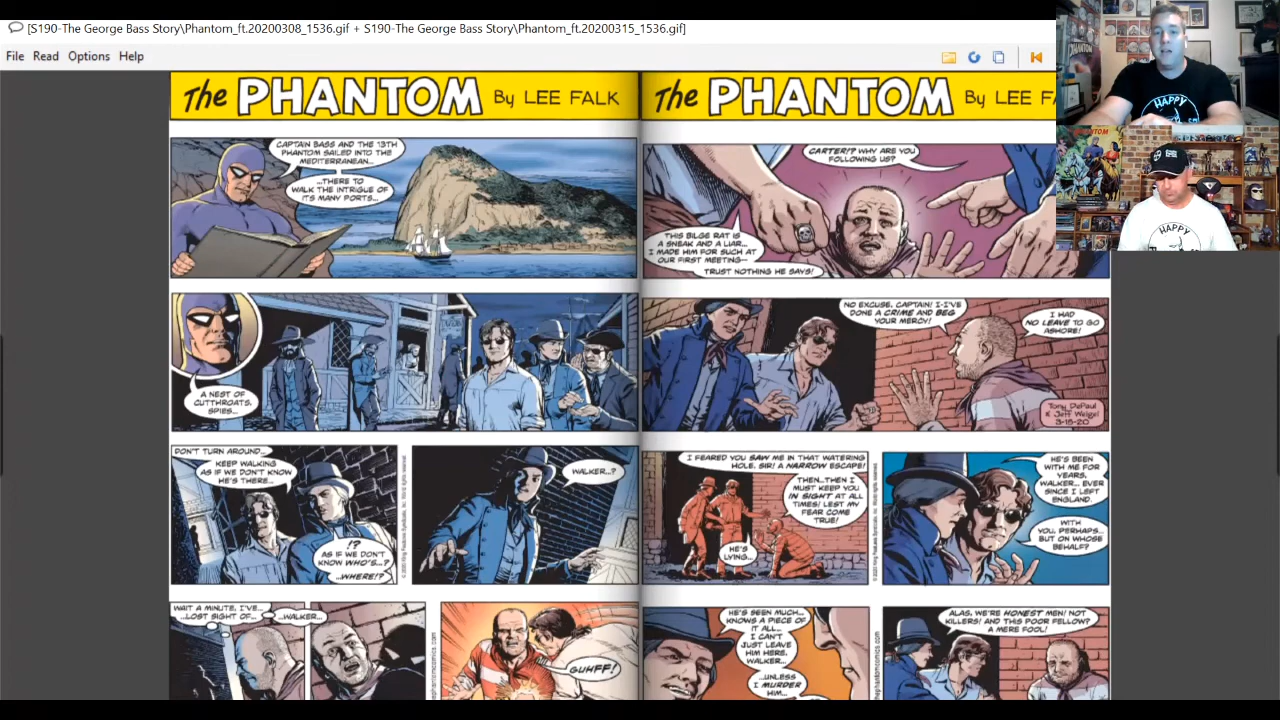 [S190-The George Bass Story\Phantom_ft.20200308_1536.gif + S190-The George Bass Story\Phantom_ft.20200315_1536.gif]
File Read Options Help
The PHANTOM By LEE FALK
CAPTAIN BASS AND THE 13TH
PHANTOM SAILED INTO THE
MEDITERRANEAN...
...THERE TO
WALK THE INTRIGUE OF
ITS MANY PORTS...
A NEST OF
CUTTHROATS,
SPIES...
DON'T TURN AROUND...
KEEP WALKING
AS IF WE DON'T KNOW
HE'S THERE...
!?
AS IF WE DON'T
KNOW WHO'S...?
...WHERE!?
WALKER...?
WAIT A MINUTE, I'VE...
...LOST SIGHT OF...
...WALKER...
GUHFF!
The PHANTOM By LEE FA
CARTER!? WHY ARE YOU
FOLLOWING US?
THIS BILGE RAT IS
A SNEAK AND A LIAR...
I MADE HIM FOR SUCH AT
OUR FIRST MEETING—
TRUST NOTHING HE SAYS!
NO EXCUSE, CAPTAIN! I-I'VE
DONE A CRIME AND BEG
YOUR MERCY!
I HAD
NO LEAVE TO GO
ASHORE!
Tony DePaul
& Jeff Weigel
3-15-20
I FEARED YOU SAW ME IN THAT WATERING
HOLE, SIR! A NARROW ESCAPE!
THEN...THEN I
MUST KEEP YOU
IN SIGHT AT ALL
TIMES! LEST MY
FEAR COME
TRUE!
HE'S
LYING...
HE'S BEEN
WITH ME FOR
YEARS,
WALKER... EVER
SINCE I LEFT
ENGLAND.
WITH
YOU, PERHAPS...
BUT ON WHOSE
BEHALF?
HE'S SEEN MUCH...
KNOWS A PIECE OF
IT ALL...
I CAN'T
JUST LEAVE
HIM HERE,
WALKER...
...UNLESS
I MURDER
HIM...
ALAS, WE'RE HONEST MEN! NOT
KILLERS! AND THIS POOR FELLOW?
A MERE FOOL!
HAPPY
HAPPY